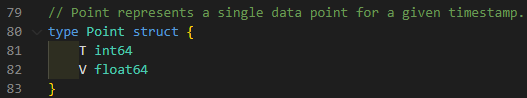 79 // Point represents a single data point for a given timestamp.
80 type Point struct {
81 T int64
82 V float64
83 }